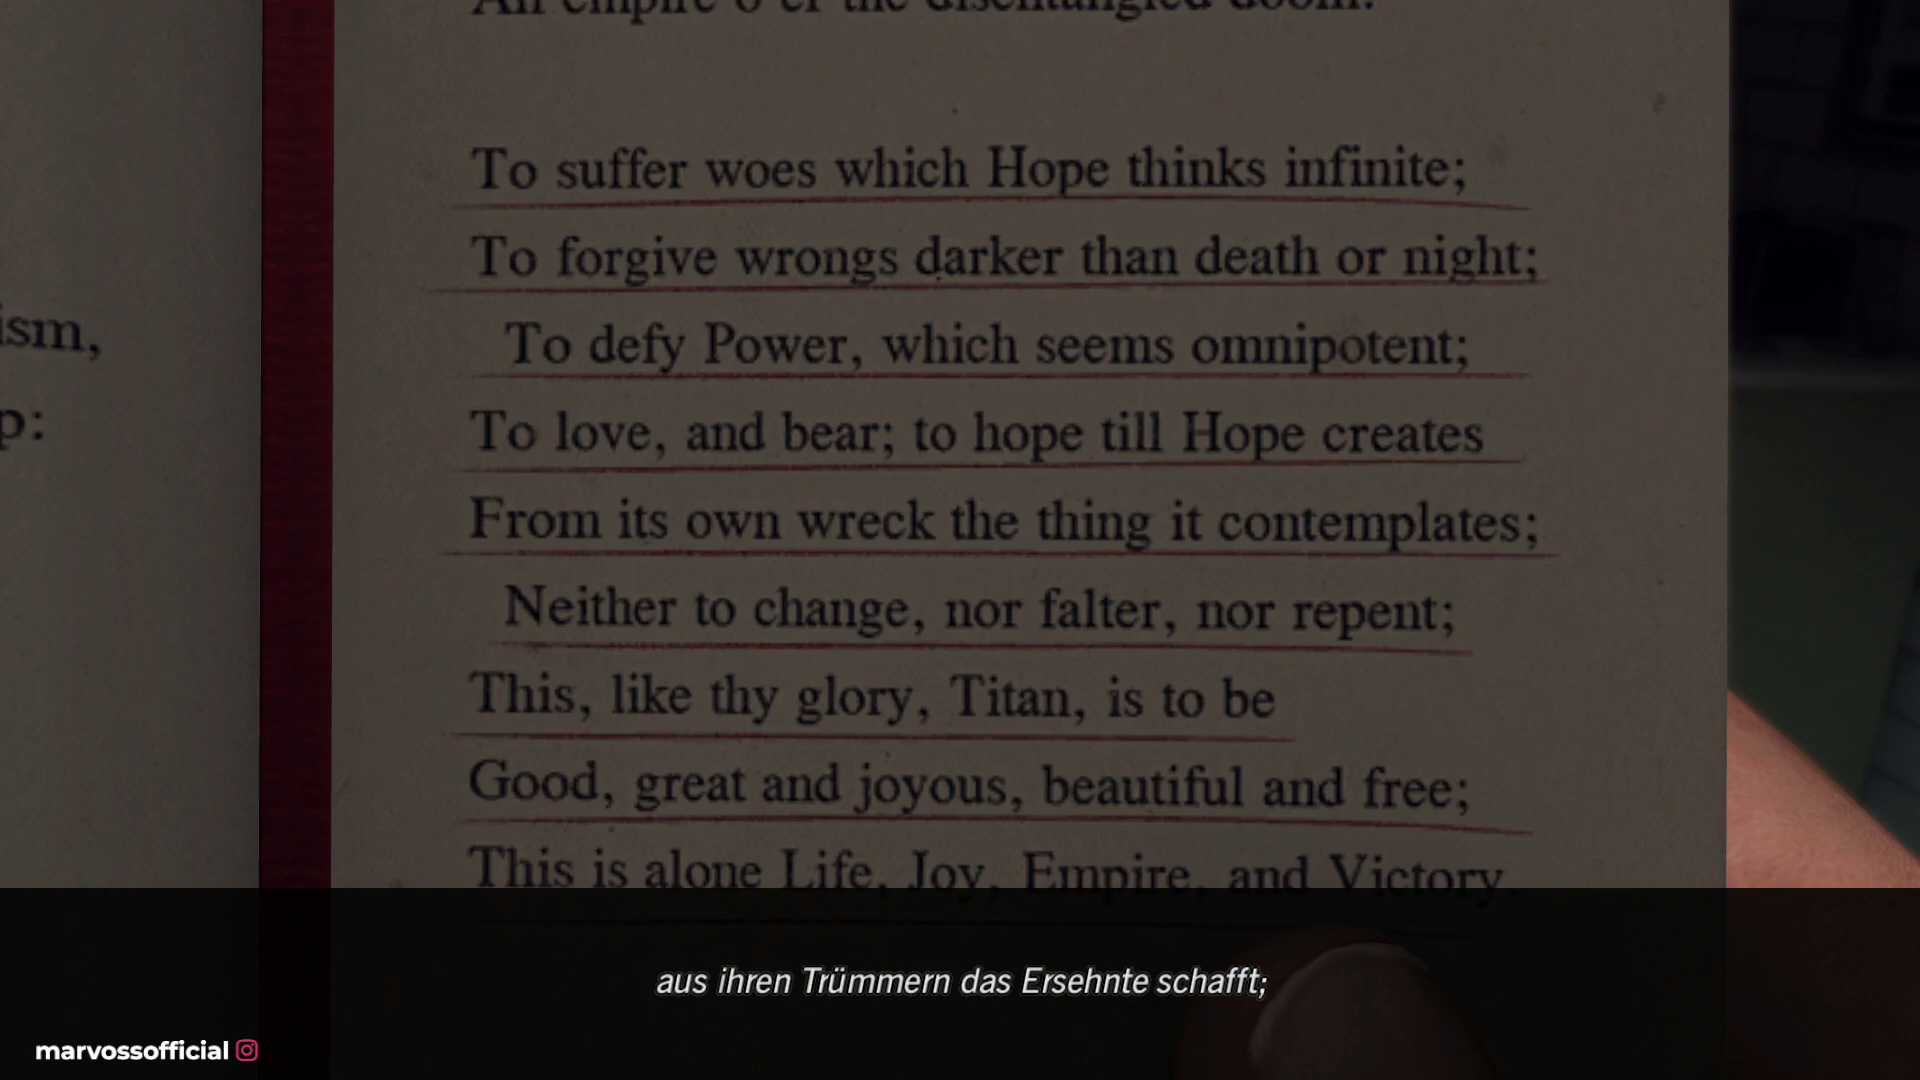 An empire o'er the disentangled doom.
To suffer woes which Hope thinks infinite;
To forgive wrongs darker than death or night;
To defy Power, which seems omnipotent;
ism,
To love, and bear; to hope till Hope creates
p:
From its own wreck the thing it contemplates;
Neither to change, nor falter, nor repent;
This, like thy glory, Titan, is to be
Good, great and joyous, beautiful and free;
This is alone Life, Joy, Empire, and Victory.
aus ihren Trümmern das Ersehnte schafft;
marvossofficial